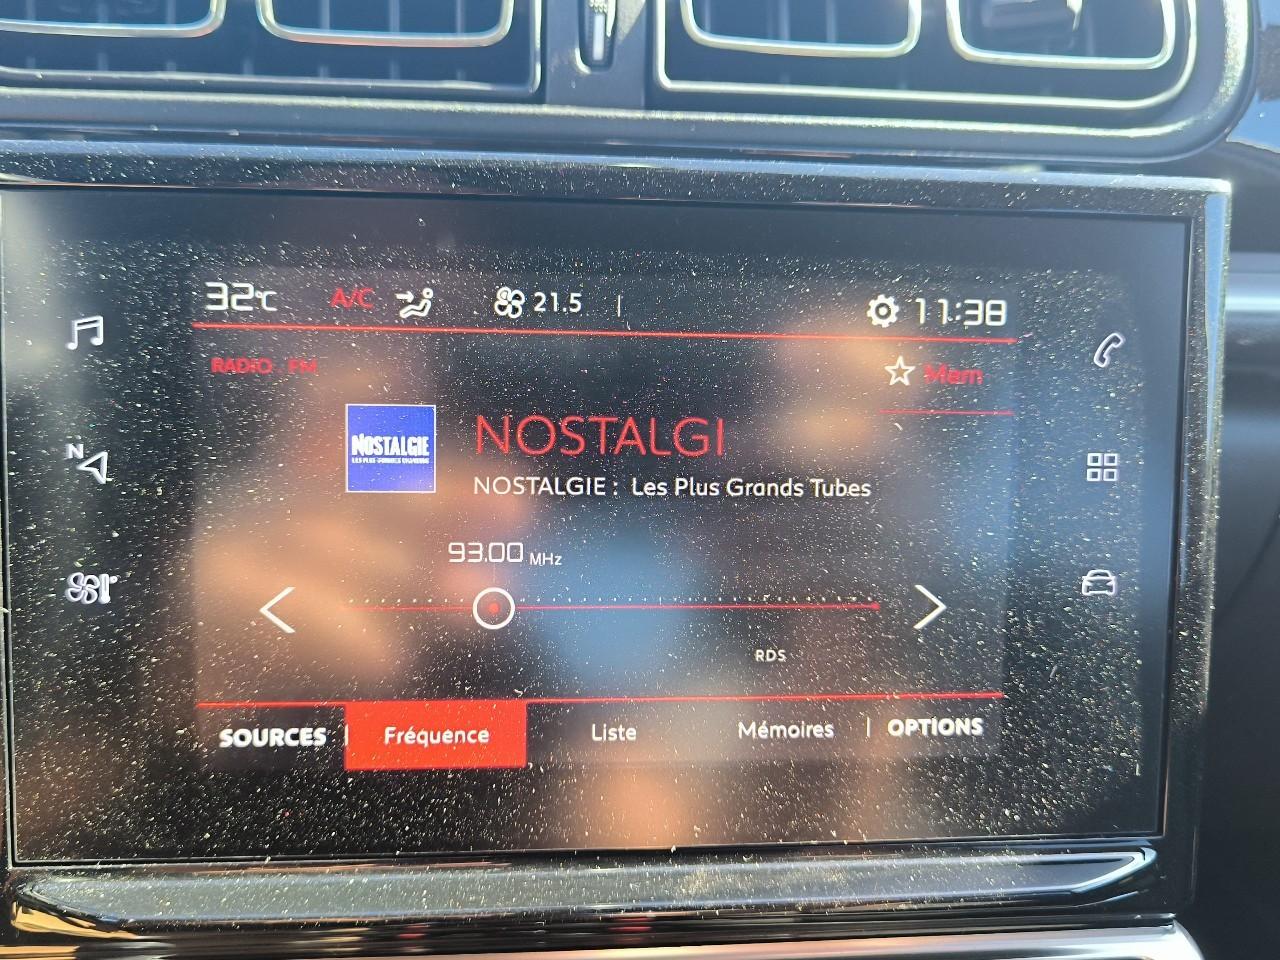 32°C A/C 21.5 11:38
RADIO FM
Mem
NOSTALGIE
NOSTALGI
NOSTALGIE : Les Plus Grands Tubes
93.00 MHz
N
RDS
SOURCES Fréquence Liste Mémoires OPTIONS